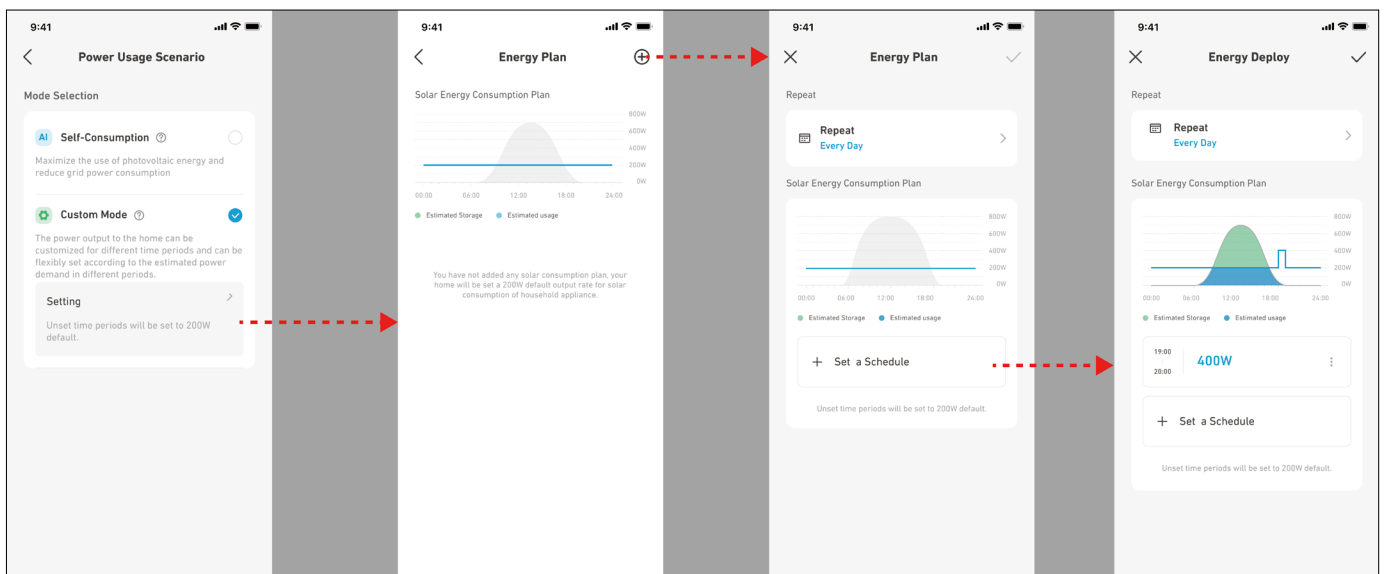 9:41
Power Usage Scenario
Mode Selection
AI Self-Consumption ?
Maximize the use of photovoltaic energy and
reduce grid power consumption
Custom Mode ?
The power output to the home can be
customized for different time periods and can be
flexibly set according to the estimated power
demand in different periods.
Setting
Unset time periods will be set to 200W
default.
9:41
Energy Plan
Solar Energy Consumption Plan
800W
600W
400W
200W
0W
00:00 06:00 12:00 18:00 24:00
Estimated Storage Estimated usage
You have not added any solar consumption plan, your
home will be set a 200W default output rate for solar
consumption of household appliance.
9:41
Energy Plan
Repeat
Repeat
Every Day
Solar Energy Consumption Plan
800W
600W
400W
200W
0W
00:00 06:00 12:00 18:00 24:00
Estimated Storage Estimated usage
+ Set a Schedule
Unset time periods will be set to 200W default.
9:41
Energy Deploy
Repeat
Repeat
Every Day
Solar Energy Consumption Plan
800W
600W
400W
200W
0W
00:00 06:00 12:00 18:00 24:00
Estimated Storage Estimated usage
19:00
400W
20:00
+ Set a Schedule
Unset time periods will be set to 200W default.